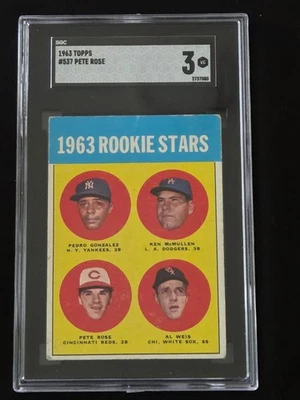 SGC
1963 TOPPS
#537 PETE ROSE
3 VG
1963 ROOKIE STARS
PEDRO GONZALEZ
N. Y. YANKEES, 2B
KEN McMULLEN
L. A. DODGERS, 3B
PETE ROSE
CINCINNATI REDS, 2B
AL WEIS
CHI. WHITE SOX, SS